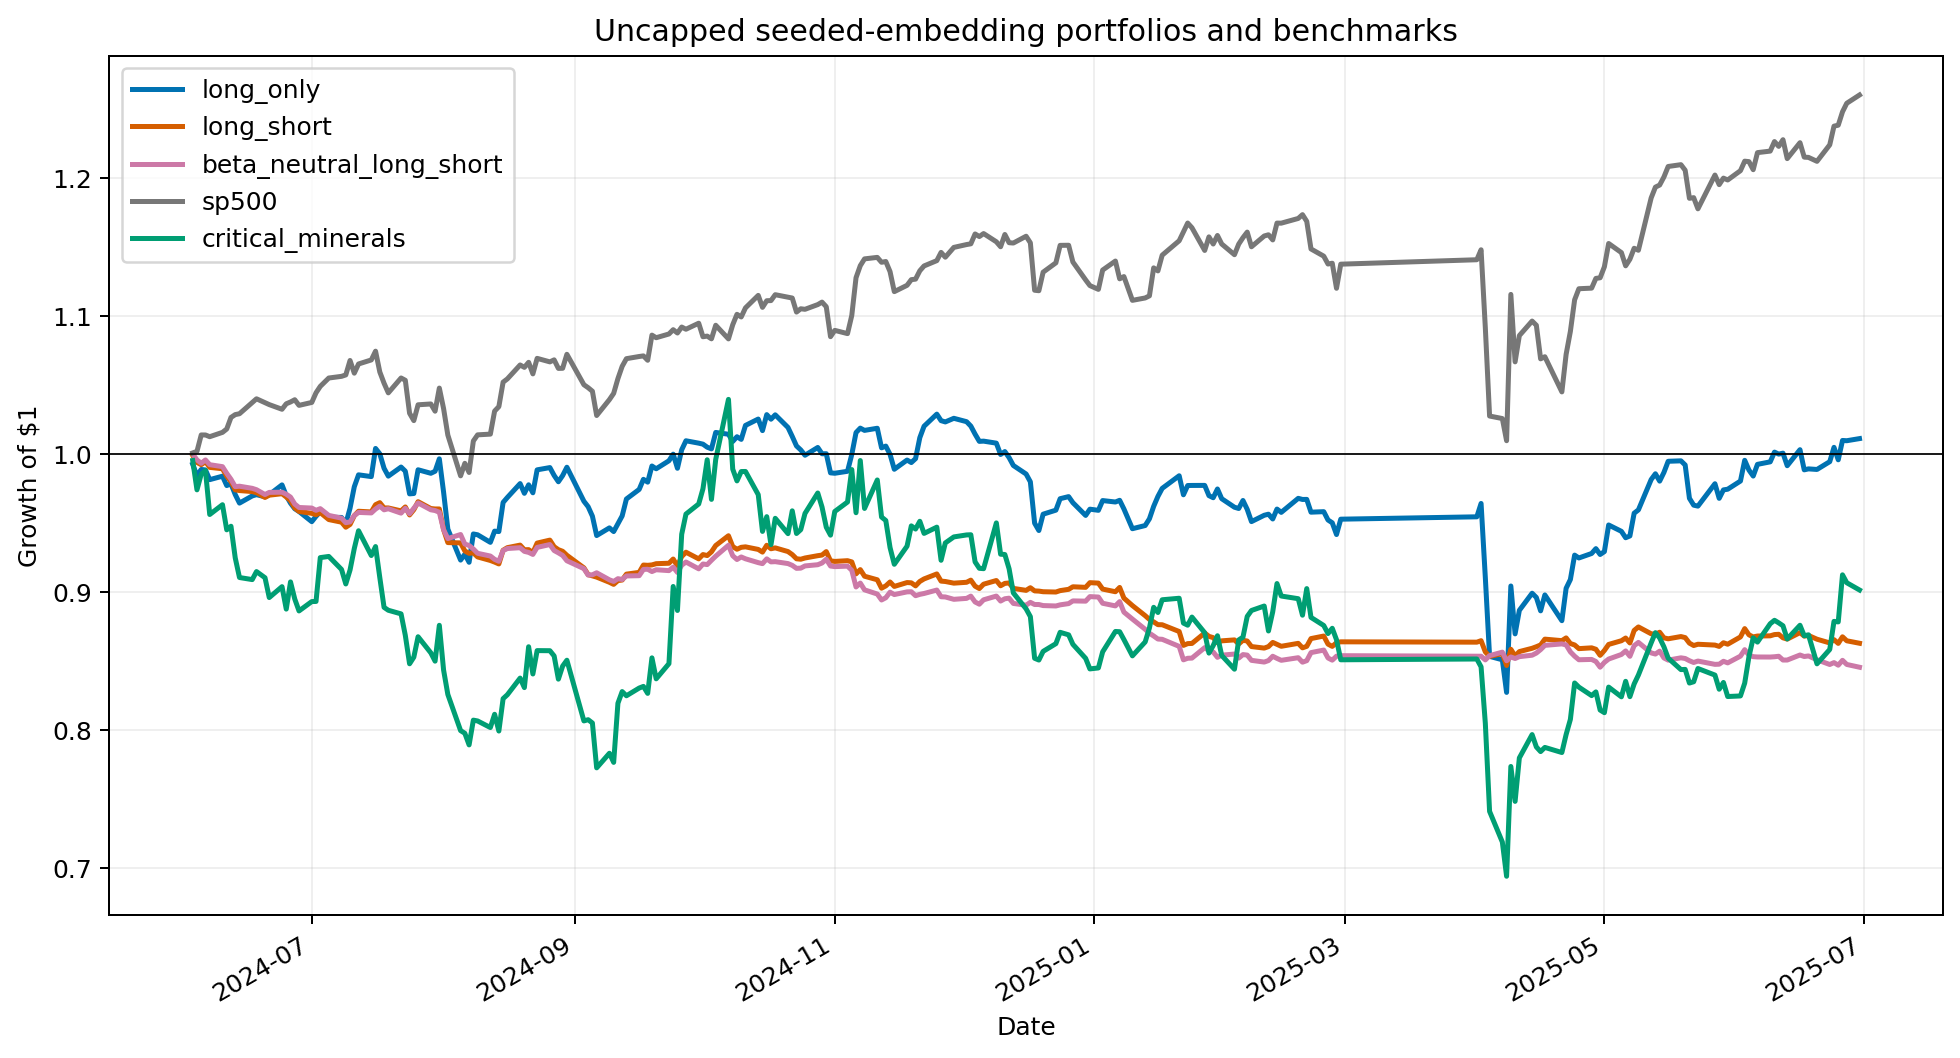 Uncapped seeded-embedding portfolios and benchmarks
long_only
long_short
beta_neutral_long_short
sp500
critical_minerals
Growth of $1
1.2
1.1
1.0
0.9
0.8
0.7
2024-07
2024-09
2024-11
2025-01
2025-03
2025-05
2025-07
Date